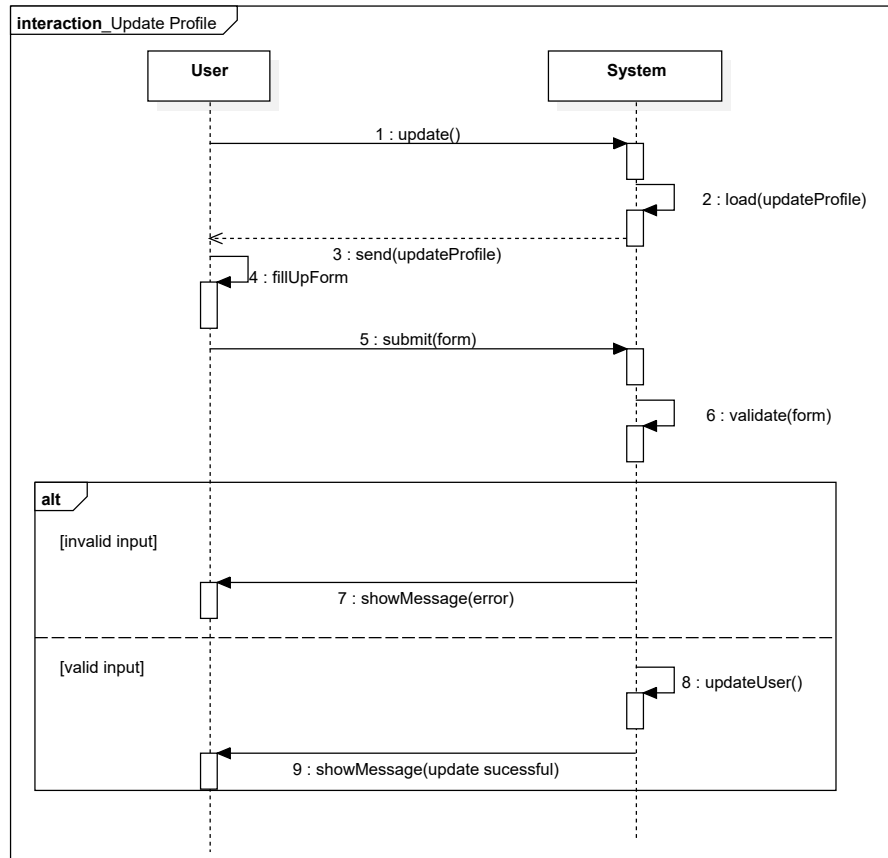 interaction_Update Profile
User
System
1 : update()
2 : load(updateProfile)
3 : send(updateProfile)
4 : fillUpForm
5 : submit(form)
6 : validate(form)
alt
[invalid input]
7 : showMessage(error)
[valid input]
8 : updateUser()
9 : showMessage(update sucessful)